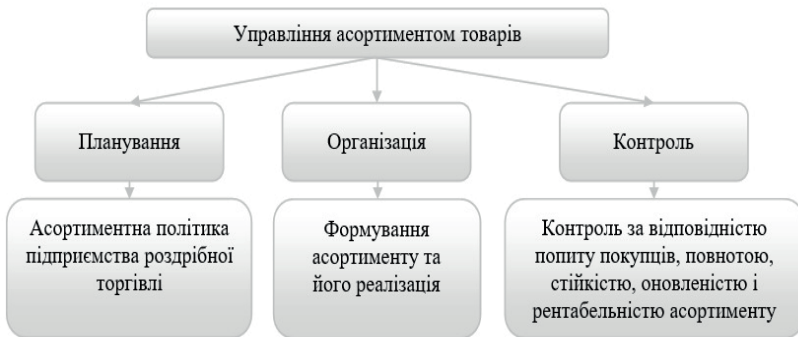 Управління асортиментом товарів
Планування
Організація
Контроль
Асортиментна політика
підприємства роздрібної
торгівлі
Формування
асортименту та
його реалізація
Контроль за відповідністю
попиту покупців, повнотою,
стійкістю, оновленістю і
рентабельністю асортименту